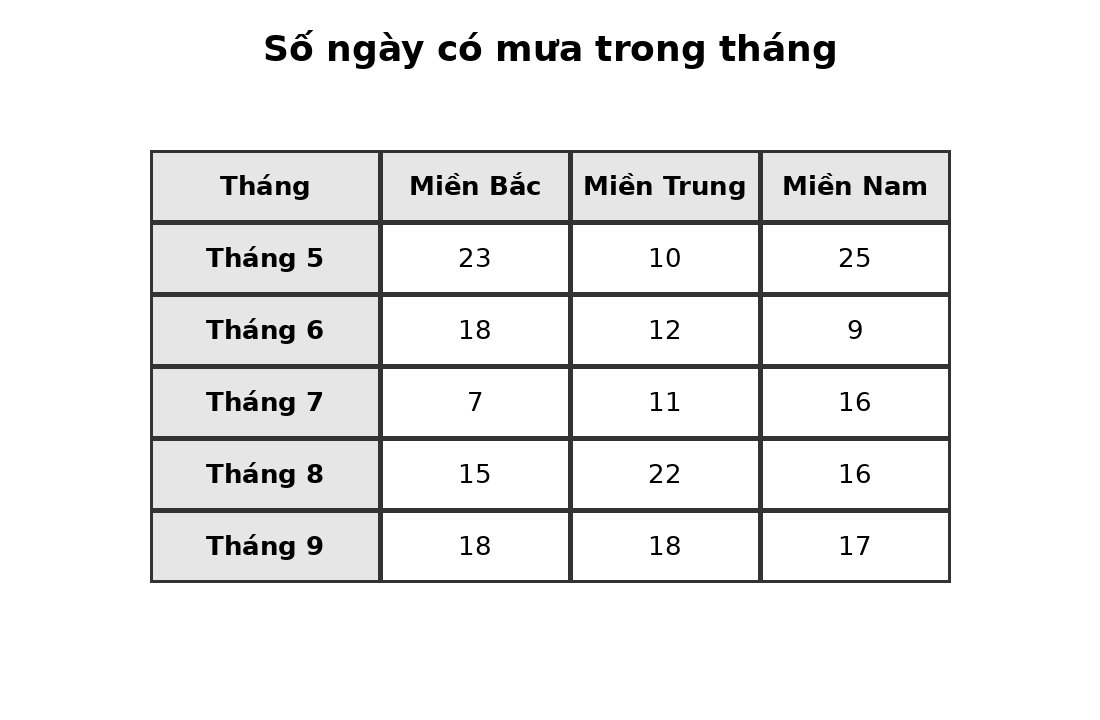 Số ngày có mưa trong tháng
Tháng Miền Bắc Miền Trung Miền Nam
Tháng 5 23 10 25
Tháng 6 18 12 9
Tháng 7 7 11 16
Tháng 8 15 22 16
Tháng 9 18 18 17